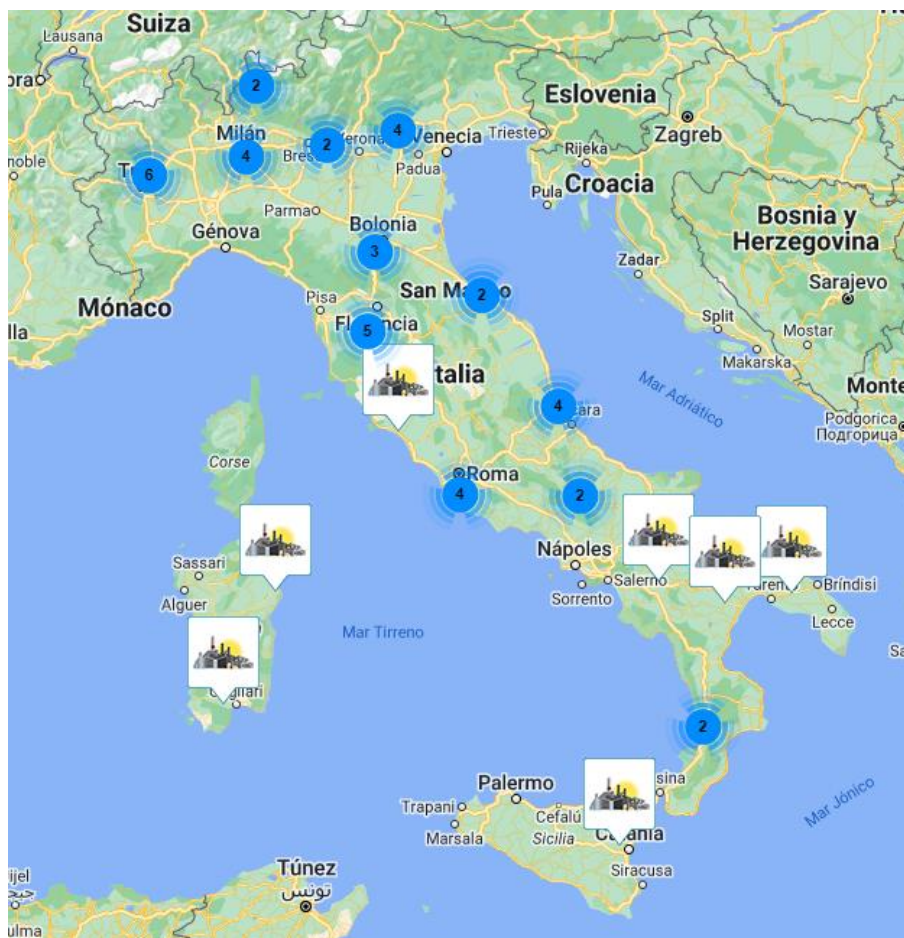 Suiza
Lausana
2
Eslovenia
Milán
4
Venecia
Trieste
Zagreb
2
4
6
Padua
Rijeka
Pula
Croacia
Parma
Génova
Bolonia
3
Bosnia y
Herzegovina
Zadar
Sarajevo
Mónaco
Pisa
2
5
Split
Mostar
Makarska
Mar Adriático
4
Podgorica
Подгорица
Corse
Roma
4
2
Nápoles
Salerno
Sorrento
Bríndisi
Lecce
Sassari
Alguer
Mar Tirreno
2
Palermo
Trapani
Marsala
Cefalú
Sicilia
Mar Jónico
Siracusa
Túnez
تونس